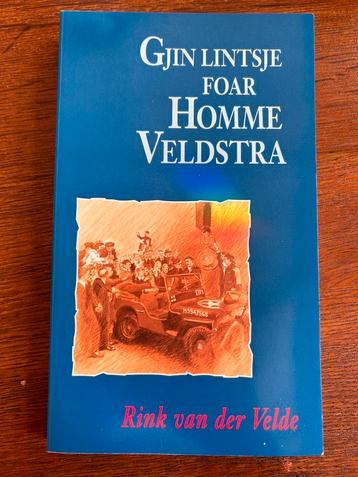 GJIN LINTSJE
FOAR
HOMME
VELDSTRA
Rink van der Velde